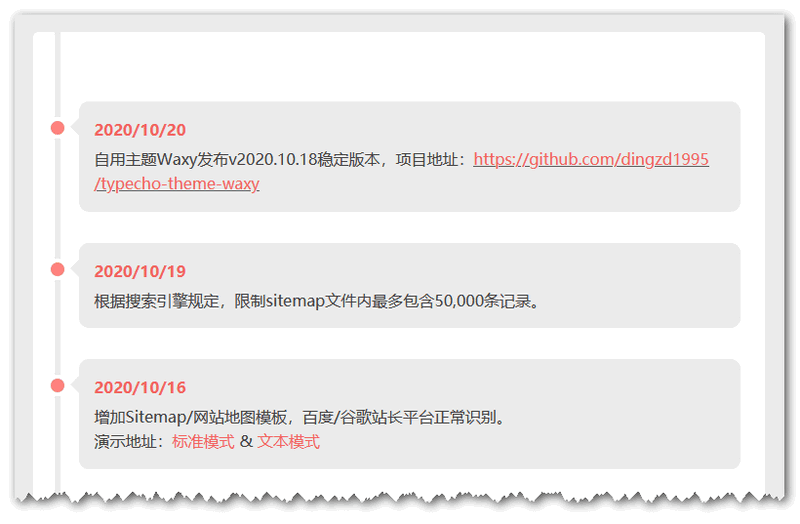 2020/10/20
自用主题Waxy发布v2020.10.18稳定版本，项目地址：https://github.com/dingzd1995
/typecho-theme-waxy
2020/10/19
根据搜索引擎规定，限制sitemap文件内最多包含50,000条记录。
2020/10/16
增加Sitemap/网站地图模板，百度/谷歌站长平台正常识别。
演示地址：标准模式 & 文本模式